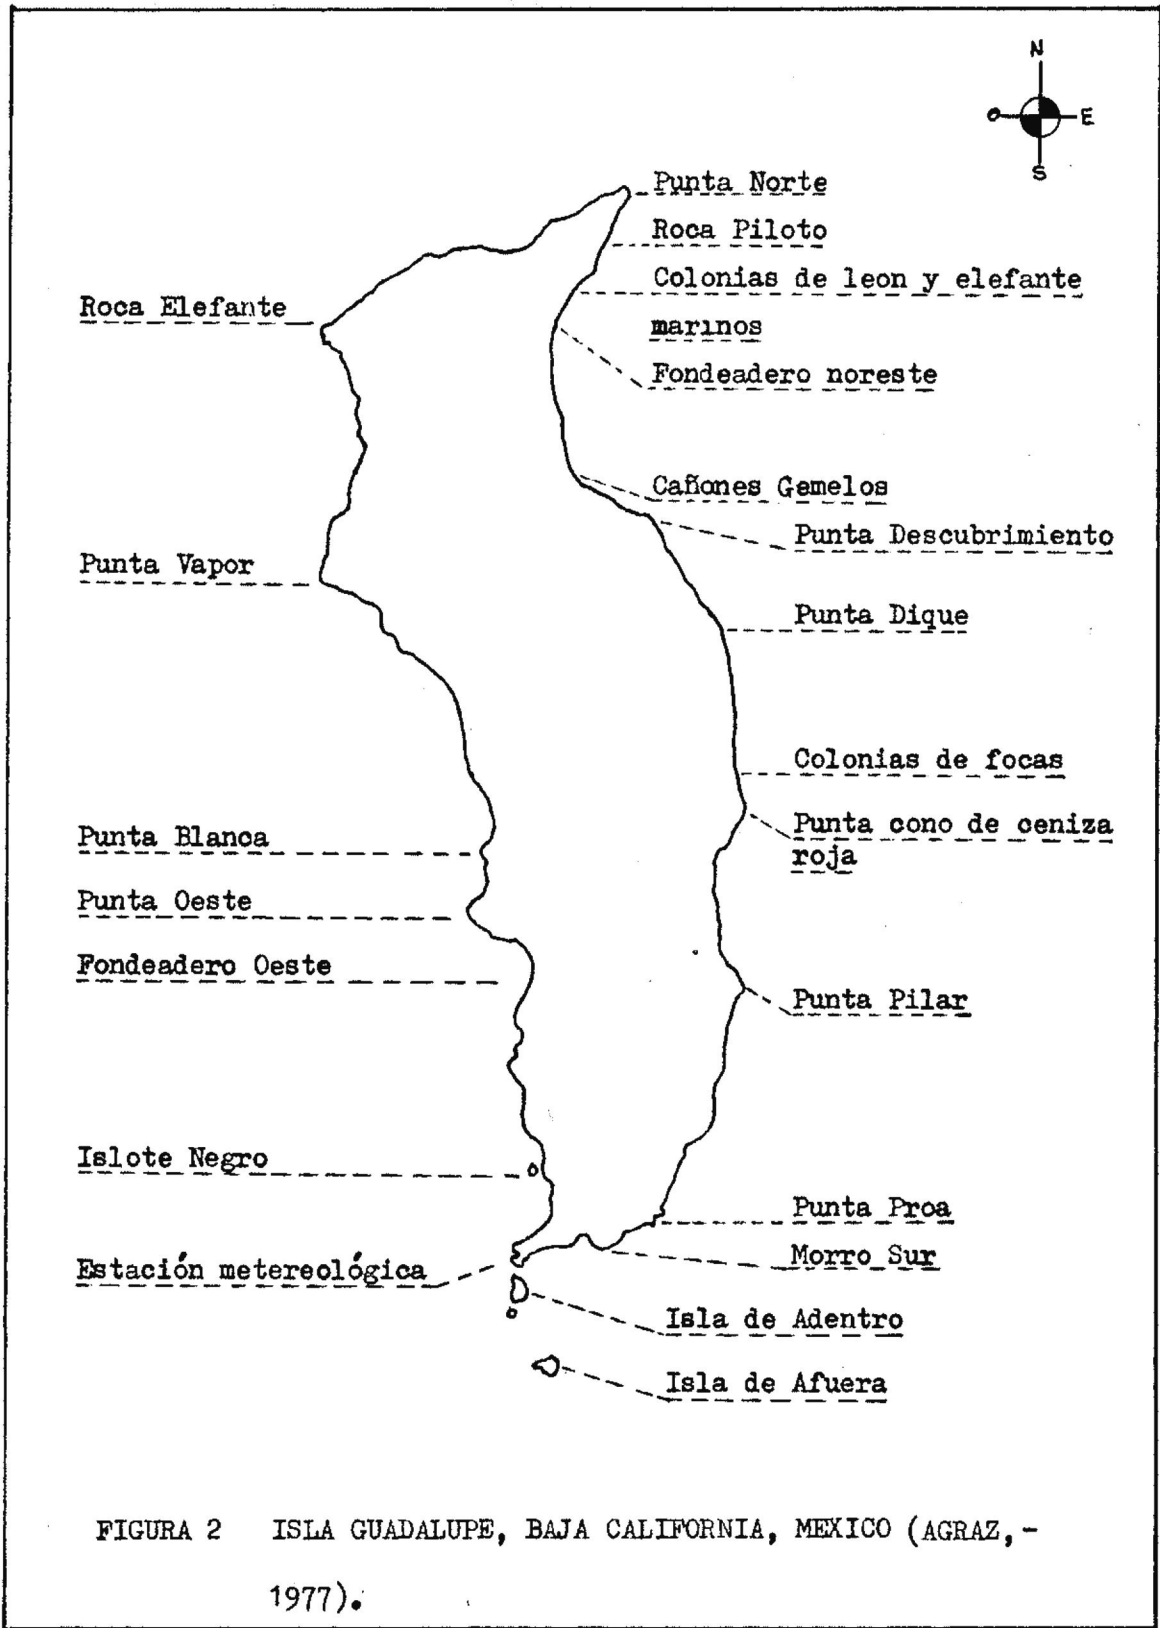 N
O E
S
Punta Norte
Roca Piloto
Colonias de leon y elefante
marinos
Roca Elefante
Fondeadero noreste
Cañones Gemelos
Punta Descubrimiento
Punta Vapor
Punta Dique
Colonias de focas
Punta cono de ceniza
roja
Punta Blanca
Punta Oeste
Fondeadero Oeste
Punta Pilar
Islote Negro
Punta Proa
Morro Sur
Estación metereológica
Isla de Adentro
Isla de Afuera
FIGURA 2 ISLA GUADALUPE, BAJA CALIFORNIA, MEXICO (AGRAZ, -
1977).